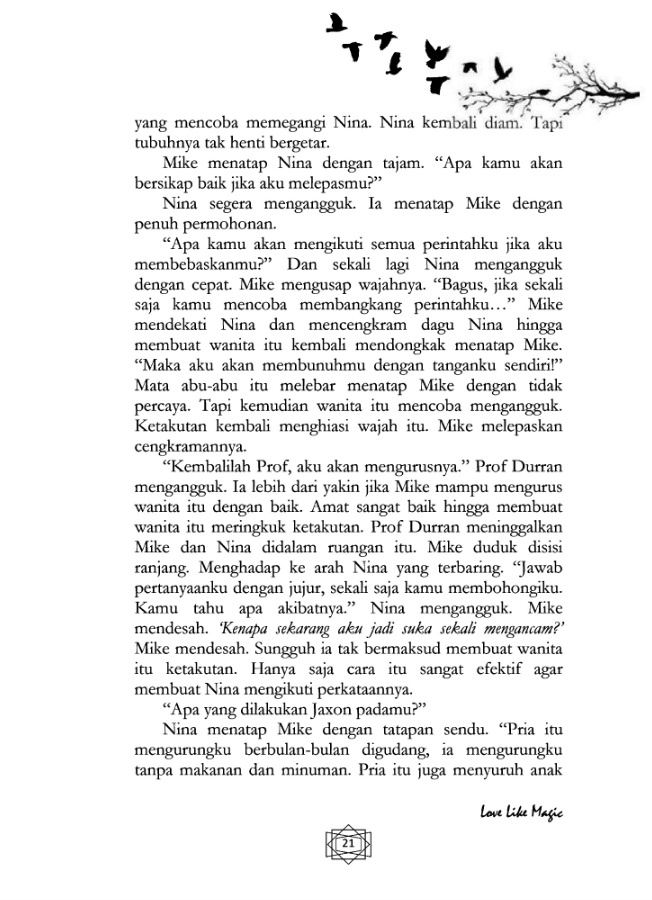 yang mencoba memegangi Nina. Nina kembali diam. Tapi
tubuhnya tak henti bergetar.
Mike menatap Nina dengan tajam. “Apa kamu akan
bersikap baik jika aku melepasmu?”
Nina segera mengangguk. Ia menatap Mike dengan
penuh permohonan.
“Apa kamu akan mengikuti semua perintahku jika aku
membebaskanmu?” Dan sekali lagi Nina mengangguk
dengan cepat. Mike mengusap wajahnya. “Bagus, jika sekali
saja kamu mencoba membangkang perintahku…” Mike
mendekati Nina dan mencengkram dagu Nina hingga
membuat wanita itu kembali mendongkak menatap Mike.
“Maka aku akan membunuhmu dengan tanganku sendiri!”
Mata abu-abu itu melebar menatap Mike dengan tidak
percaya. Tapi kemudian wanita itu mencoba mengangguk.
Ketakutan kembali menghiasi wajah itu. Mike melepaskan
cengkramannya.
“Kembalilah Prof, aku akan mengurusnya.” Prof Durran
mengangguk. Ia lebih dari yakin jika Mike mampu mengurus
wanita itu dengan baik. Amat sangat baik hingga membuat
wanita itu meringkuk ketakutan. Prof Durran meninggalkan
Mike dan Nina didalam ruangan itu. Mike duduk disisi
ranjang. Menghadap ke arah Nina yang terbaring. “Jawab
pertanyaanku dengan jujur, sekali saja kamu membohongiku.
Kamu tahu apa akibatnya.” Nina mengangguk. Mike
mendesah. ‘Kenapa sekarang aku jadi suka sekali mengancam?’
Mike mendesah. Sungguh ia tak bermaksud membuat wanita
itu ketakutan. Hanya saja cara itu sangat efektif agar
membuat Nina mengikuti perkataannya.
“Apa yang dilakukan Jaxon padamu?”
Nina menatap Mike dengan tatapan sendu. “Pria itu
mengurungku berbulan-bulan digudang, ia mengurungku
tanpa makanan dan minuman. Pria itu juga menyuruh anak
Love Like Magic
21